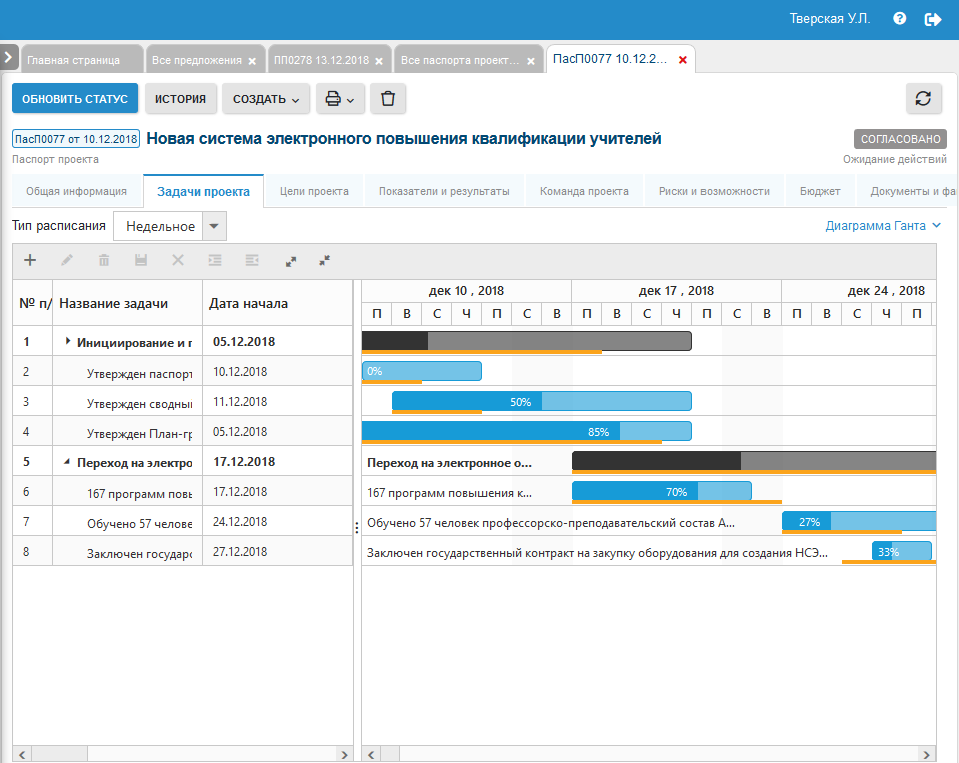 Тверская У.Л.
Главная страница
Все предложения
ПП0278 13.12.2018
Все паспорта проект...
ПасП0077 10.12.2...
ОБНОВИТЬ СТАТУС
ИСТОРИЯ
СОЗДАТЬ
ПасП0077 от 10.12.2018 Новая система электронного повышения квалификации учителей
СОГЛАСОВАНО
Паспорт проекта
Ожидание действий
Общая информация
Задачи проекта
Цели проекта
Показатели и результаты
Команда проекта
Риски и возможности
Бюджет
Документы и фа
Тип расписания
Недельное
Диаграмма Ганта
№ п/ Название задачи Дата начала
дек 10 , 2018 дек 17 , 2018 дек 24 , 2018
П В С Ч П С В П В С Ч П С В П В С Ч П
1 Инициирование и г 05.12.2018
2 Утвержден паспорт 10.12.2018 0%
3 Утвержден сводны 11.12.2018 50%
4 Утвержден План-гр 05.12.2018 85%
5 Переход на электро 17.12.2018 Переход на электронное о...
6 167 программ повы 17.12.2018 167 программ повышения к... 70%
7 Обучено 57 челове 24.12.2018 Обучено 57 человек профессорско-преподавательский состав А... 27%
8 Заключен государс 27.12.2018 Заключен государственный контракт на закупку оборудования для создания НСЭ... 33%